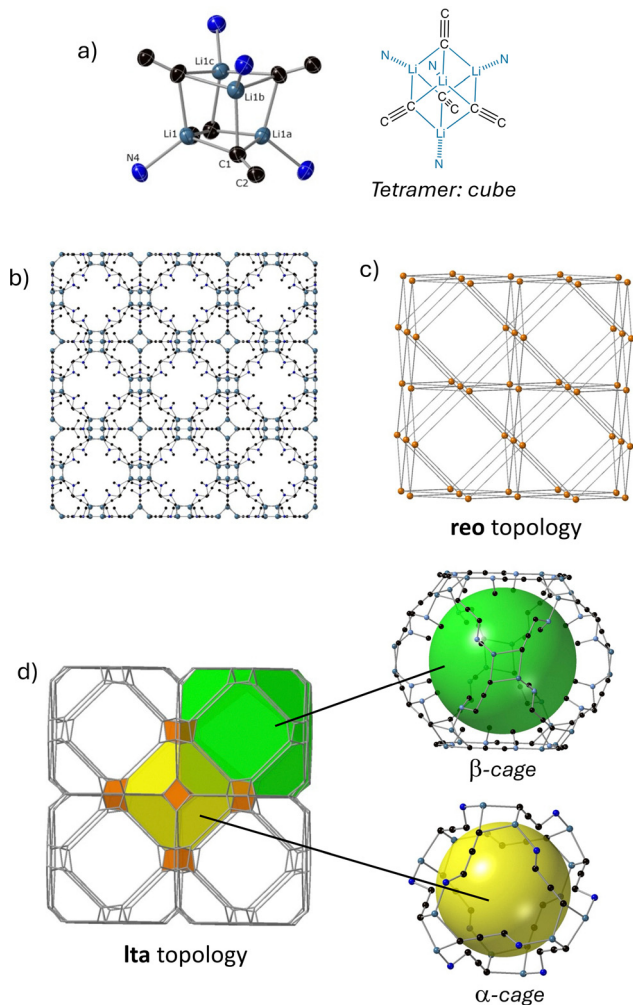 a)
Li1c
Li1b
Li1
Li1a
N4
C1
C2
C
C
N
N
Li
N
Li
Li
C
C
C
C
C
C
Li
N
Tetramer: cube
b)
c)
reo topology
d)
β-cage
lta topology
α-cage